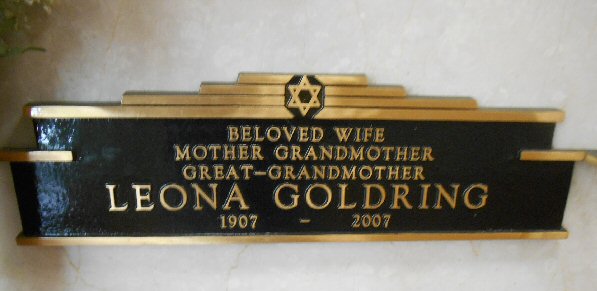 BELOVED WIFE
MOTHER GRANDMOTHER
GREAT-GRANDMOTHER
LEONA GOLDRING
1907 - 2007